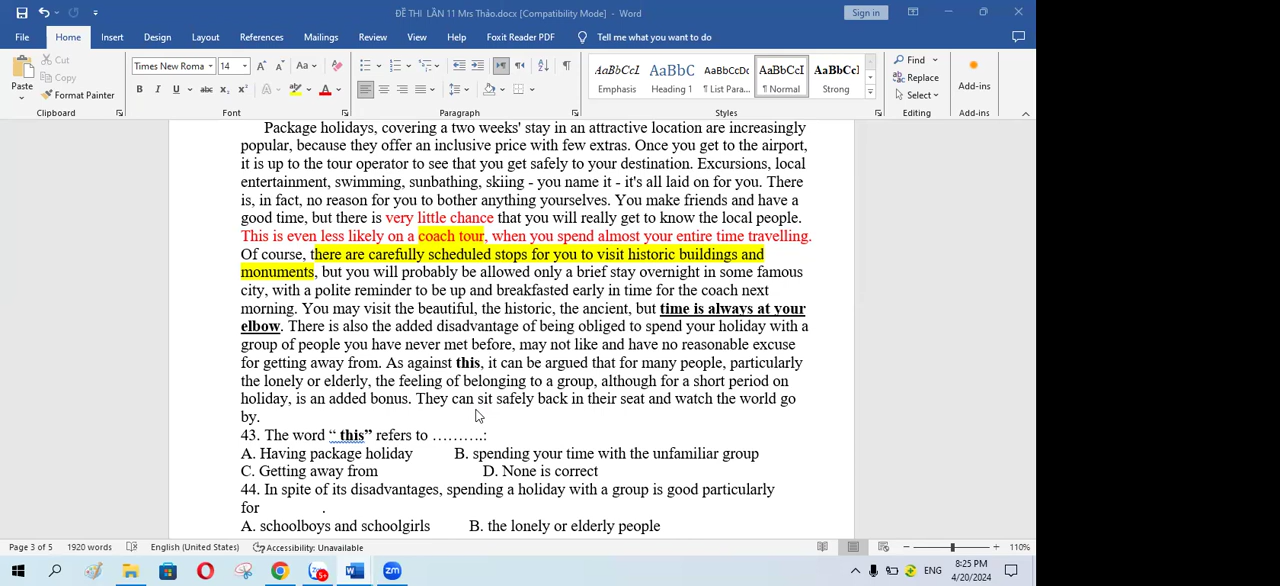 ĐỀ THI LẦN 11 Mrs Thảo.docx [Compatibility Mode] - Word
Sign in
File Home Insert Design Layout References Mailings Review View Help Foxit Reader PDF Tell me what you want to do
Paste
Cut
Copy
Format Painter
Clipboard
Times New Roma 14
Font
Paragraph
AaBbCcI Emphasis
AaBbC Heading 1
AaBbCcDc ¶ List Para...
AaBbCcI ¶ Normal
AaBbCcl Strong
Styles
Find
Replace
Select
Editing
Add-ins
Add-ins
Package holidays, covering a two weeks' stay in an attractive location are increasingly
popular, because they offer an inclusive price with few extras. Once you get to the airport,
it is up to the tour operator to see that you get safely to your destination. Excursions, local
entertainment, swimming, sunbathing, skiing - you name it - it's all laid on for you. There
is, in fact, no reason for you to bother anything yourselves. You make friends and have a
good time, but there is very little chance that you will really get to know the local people.
This is even less likely on a coach tour, when you spend almost your entire time travelling.
Of course, there are carefully scheduled stops for you to visit historic buildings and
monuments, but you will probably be allowed only a brief stay overnight in some famous
city, with a polite reminder to be up and breakfasted early in time for the coach next
morning. You may visit the beautiful, the historic, the ancient, but time is always at your
elbow. There is also the added disadvantage of being obliged to spend your holiday with a
group of people you have never met before, may not like and have no reasonable excuse
for getting away from. As against this, it can be argued that for many people, particularly
the lonely or elderly, the feeling of belonging to a group, although for a short period on
holiday, is an added bonus. They can sit safely back in their seat and watch the world go
by.
43. The word “ this” refers to ……….:
A. Having package holiday B. spending your time with the unfamiliar group
C. Getting away from D. None is correct
44. In spite of its disadvantages, spending a holiday with a group is good particularly
for .
A. schoolboys and schoolgirls B. the lonely or elderly people
Page 3 of 5 1920 words English (United States) Accessibility: Unavailable 110%
ENG
8:25 PM
4/20/2024